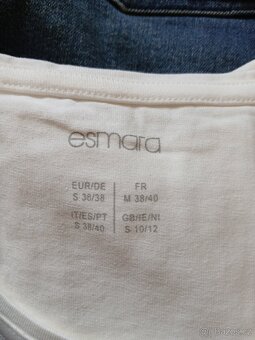 esmara
EUR/DE FR
S 36/38 M 38/40
IT/ES/PT GB/IE/NI
S 38/40 S 10/12